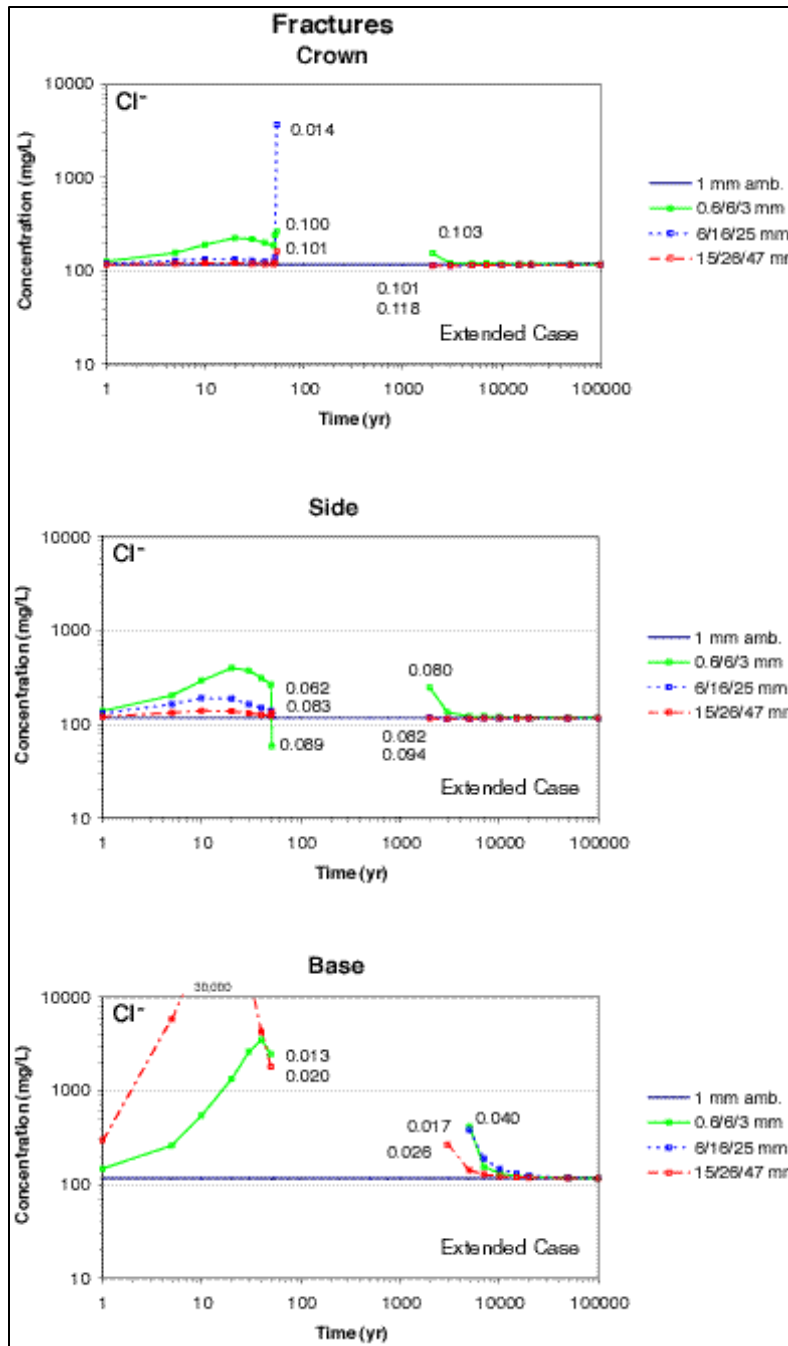 Fractures
Crown
Cl⁻
Concentration (mg/L)
10000
1000
100
10
0.014
0.100
0.101
0.103
0.101
0.118
Extended Case
1 10 100 1000 10000 100000
Time (yr)
1 mm amb.
0.6/6/3 mm
6/16/25 mm
15/26/47 mr
Side
Cl⁻
Concentration (mg/L)
10000
1000
100
10
0.062
0.083
0.089
0.080
0.082
0.094
Extended Case
1 10 100 1000 10000 100000
Time (yr)
1 mm amb.
0.6/6/3 mm
6/16/25 mm
15/26/47 mr
Base
Cl⁻
Concentration (mg/L)
10000
1000
100
10
30,000
0.013
0.020
0.017
0.040
0.026
Extended Case
1 10 100 1000 10000 100000
Time (yr)
1 mm amb.
0.6/6/3 mm
6/16/25 mm
15/26/47 mr